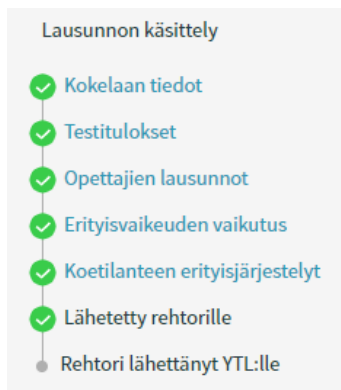 Lausunnon käsittely
Kokelaan tiedot
Testitulokset
Opettajien lausunnot
Erityisvaikeuden vaikutus
Koetilanteen erityisjärjestelyt
Lähetetty rehtorille
Rehtori lähettänyt YTL:lle